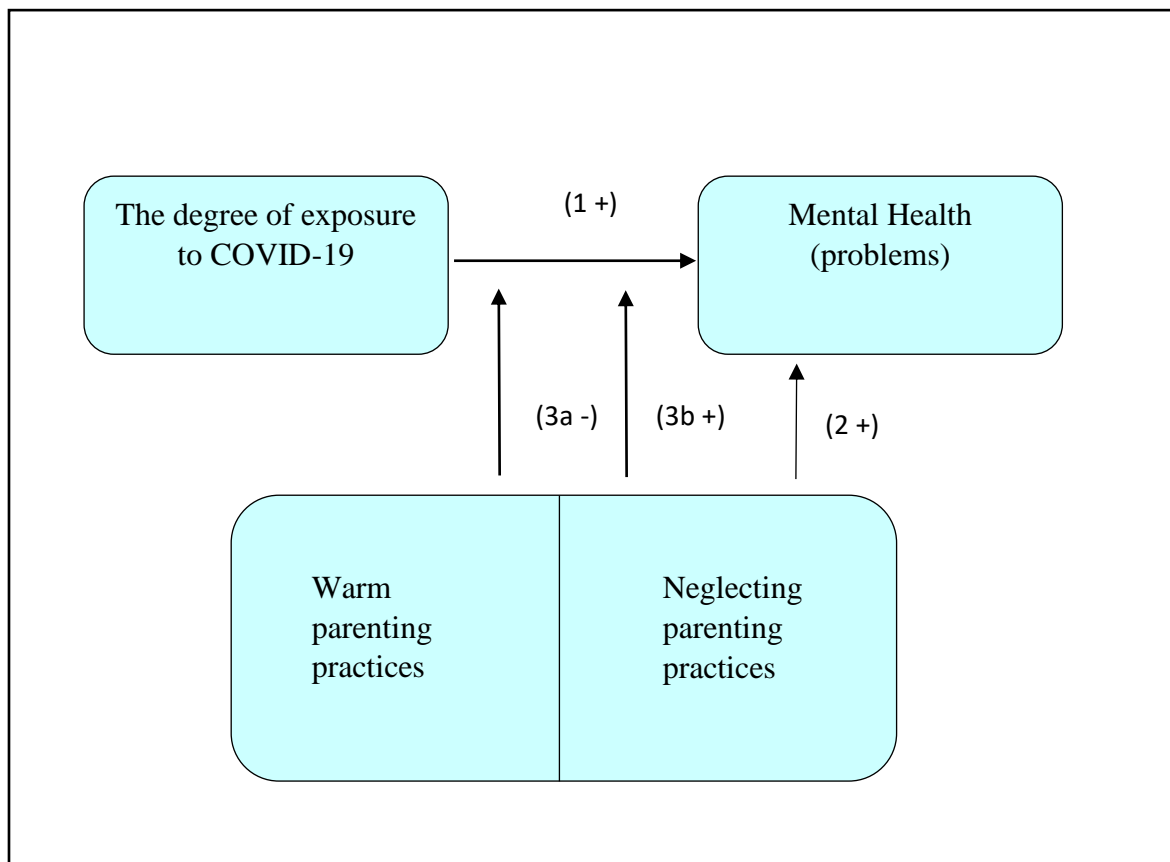 The degree of exposure
to COVID-19
(1 +)
Mental Health
(problems)
(3a -)
(3b +)
(2 +)
Warm
parenting
practices
Neglecting
parenting
practices